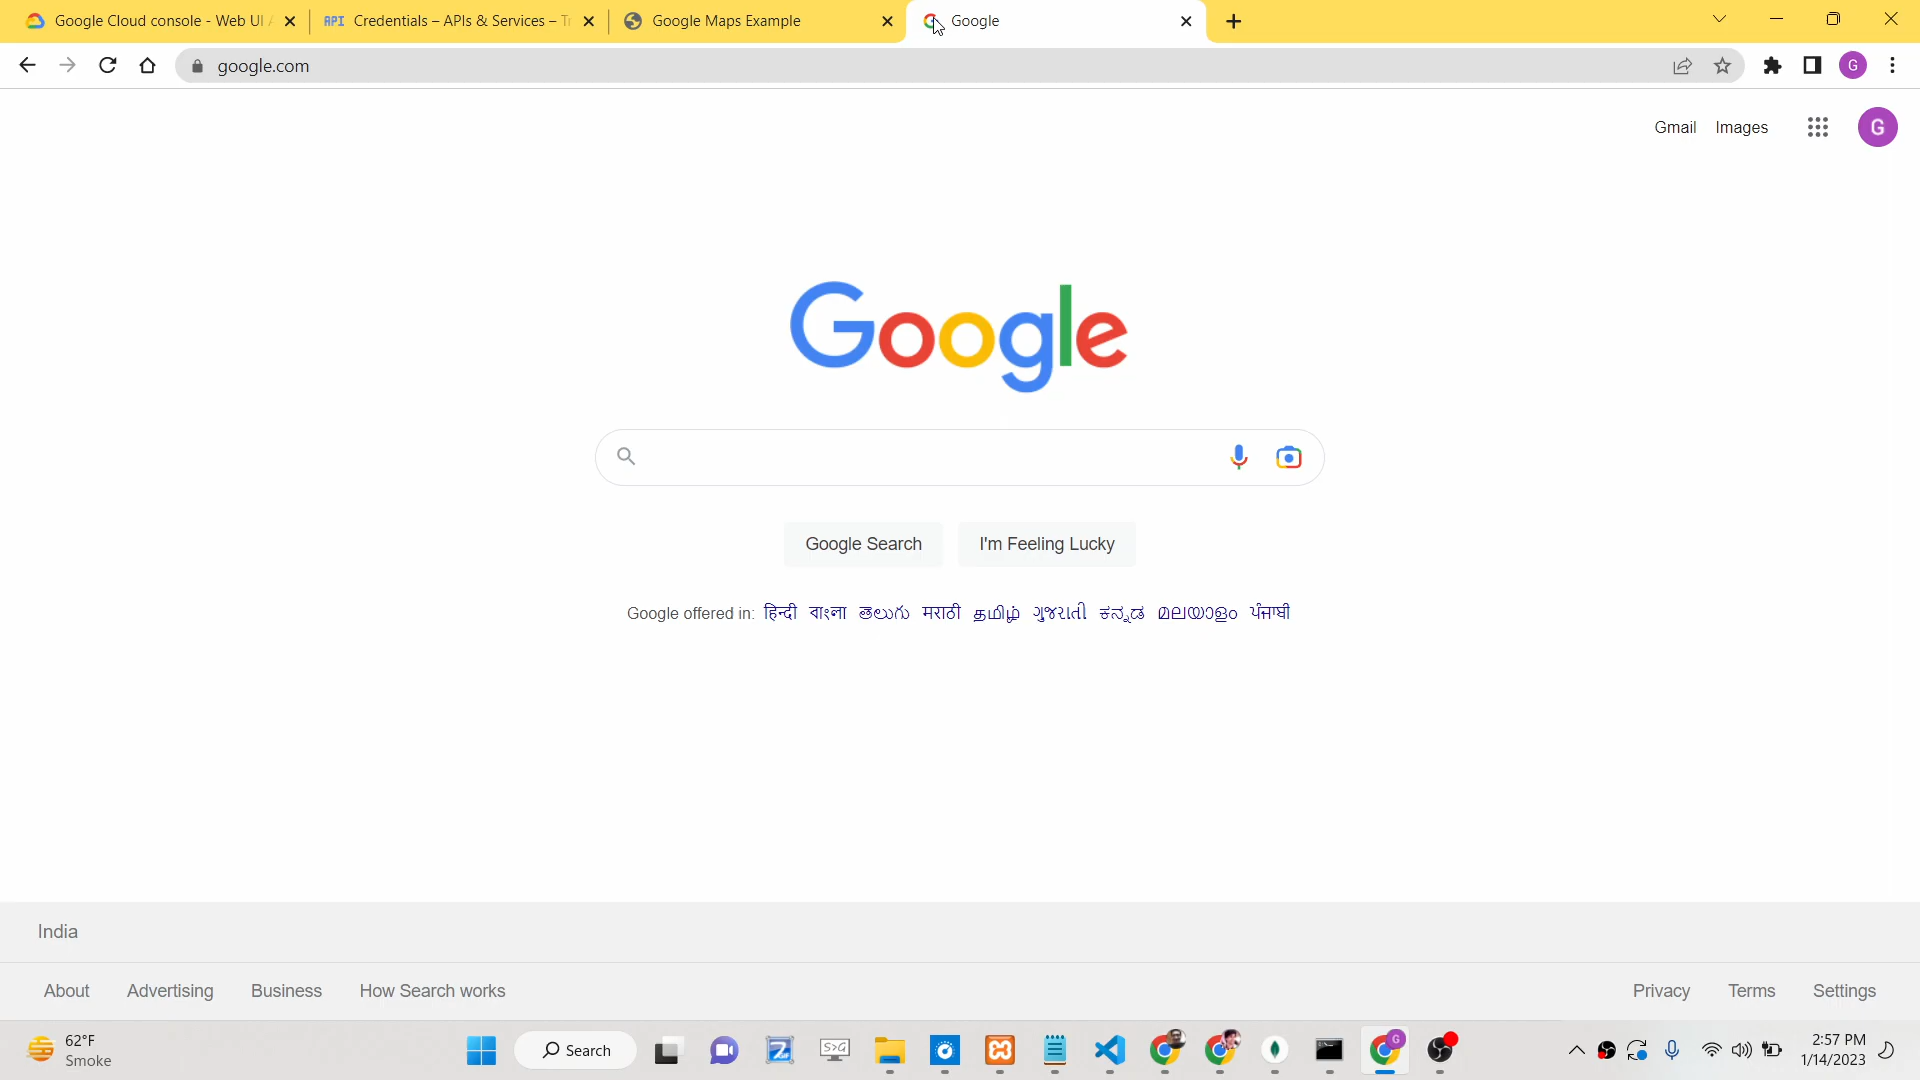 Google Cloud console - Web UI A
API Credentials – APIs & Services – Tr
Google Maps Example
Google
google.com
G
Gmail Images
G
Google
Google Search I'm Feeling Lucky
Google offered in: हिन्दी বাংলা తెలుగు मराठी தமிழ் ગુજરાતી ಕನ್ನಡ മലയാളം ਪੰਜਾਬੀ
India
About Advertising Business How Search works Privacy Terms Settings
62°F
Smoke
Search
S>G
G
2:57 PM
1/14/2023